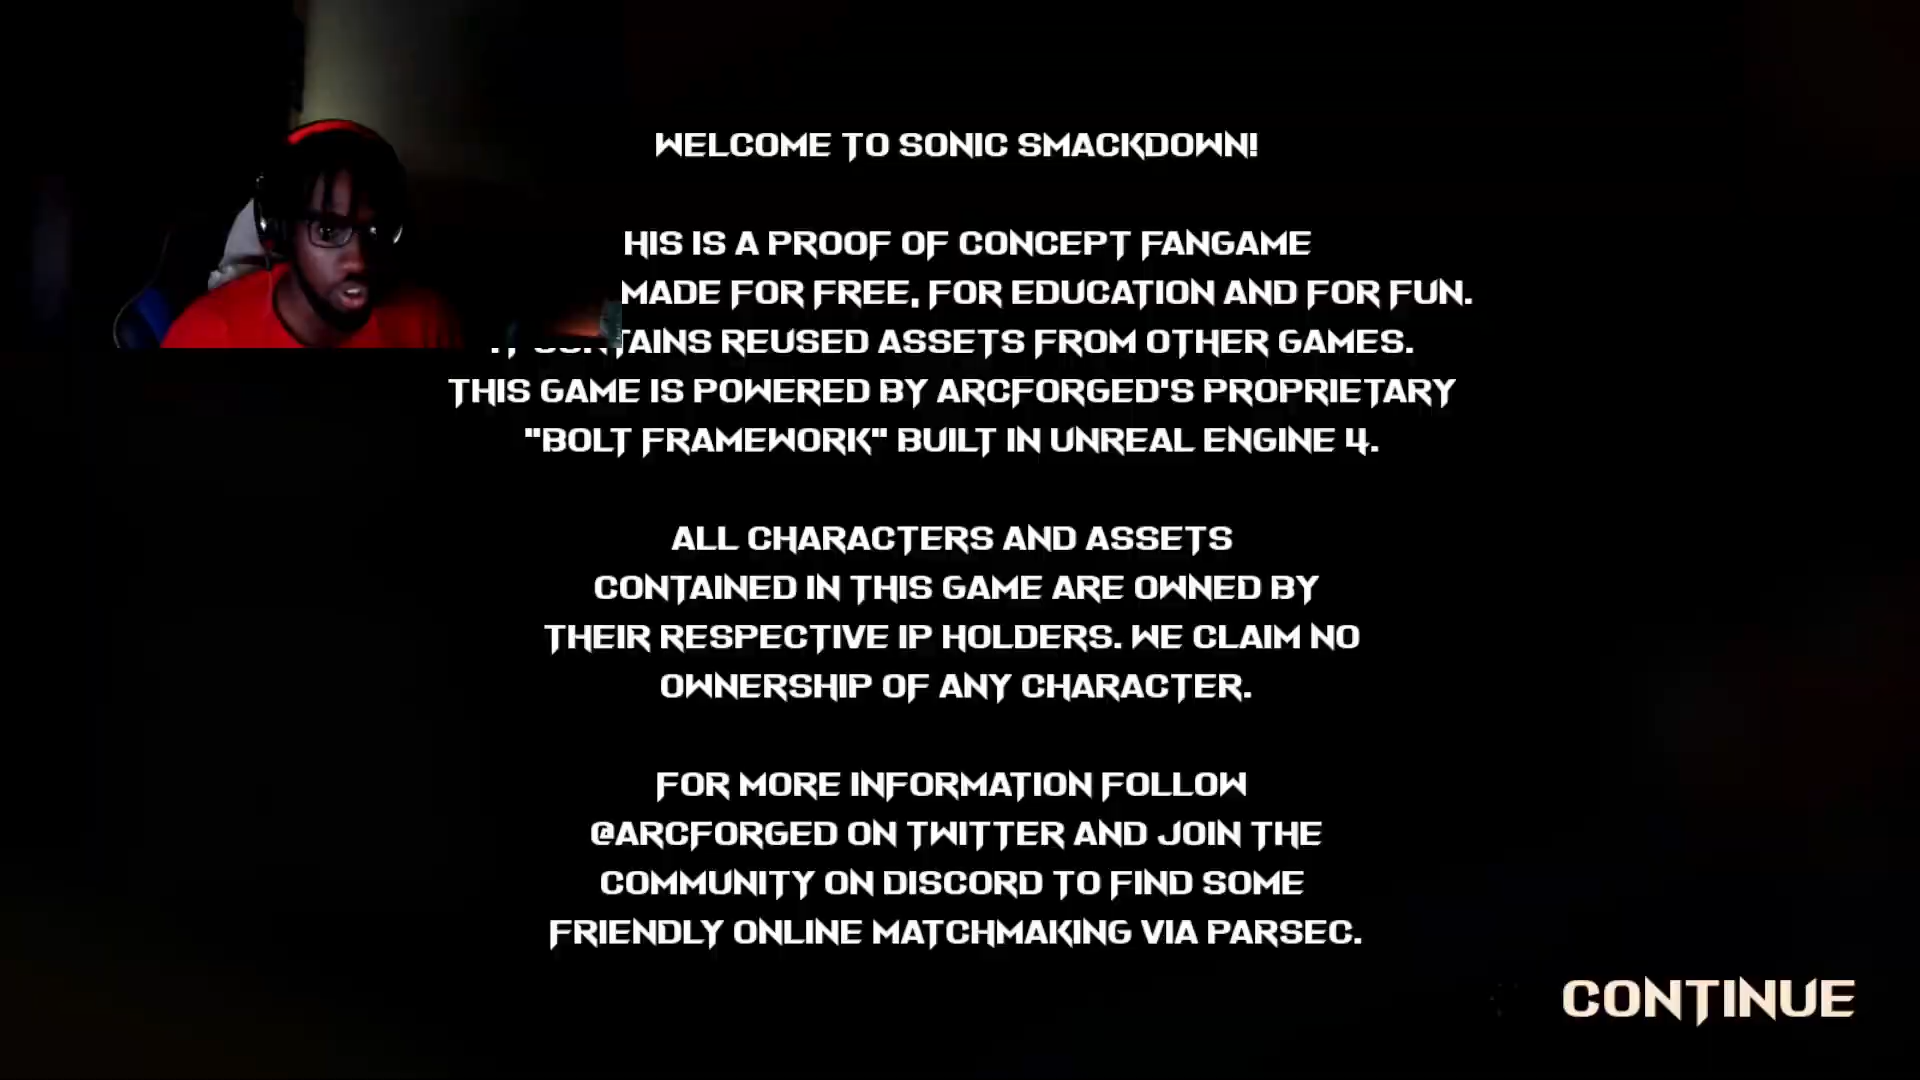 WELCOME TO SONIC SMACKDOWN!
HIS IS A PROOF OF CONCEPT FANGAME
MADE FOR FREE, FOR EDUCATION AND FOR FUN.
TAINS REUSED ASSETS FROM OTHER GAMES.
THIS GAME IS POWERED BY ARCFORGED'S PROPRIETARY
"BOLT FRAMEWORK" BUILT IN UNREAL ENGINE 4.
ALL CHARACTERS AND ASSETS
CONTAINED IN THIS GAME ARE OWNED BY
THEIR RESPECTIVE IP HOLDERS. WE CLAIM NO
OWNERSHIP OF ANY CHARACTER.
FOR MORE INFORMATION FOLLOW
@ARCFORGED ON TWITTER AND JOIN THE
COMMUNITY ON DISCORD TO FIND SOME
FRIENDLY ONLINE MATCHMAKING VIA PARSEC.
CONTINUE